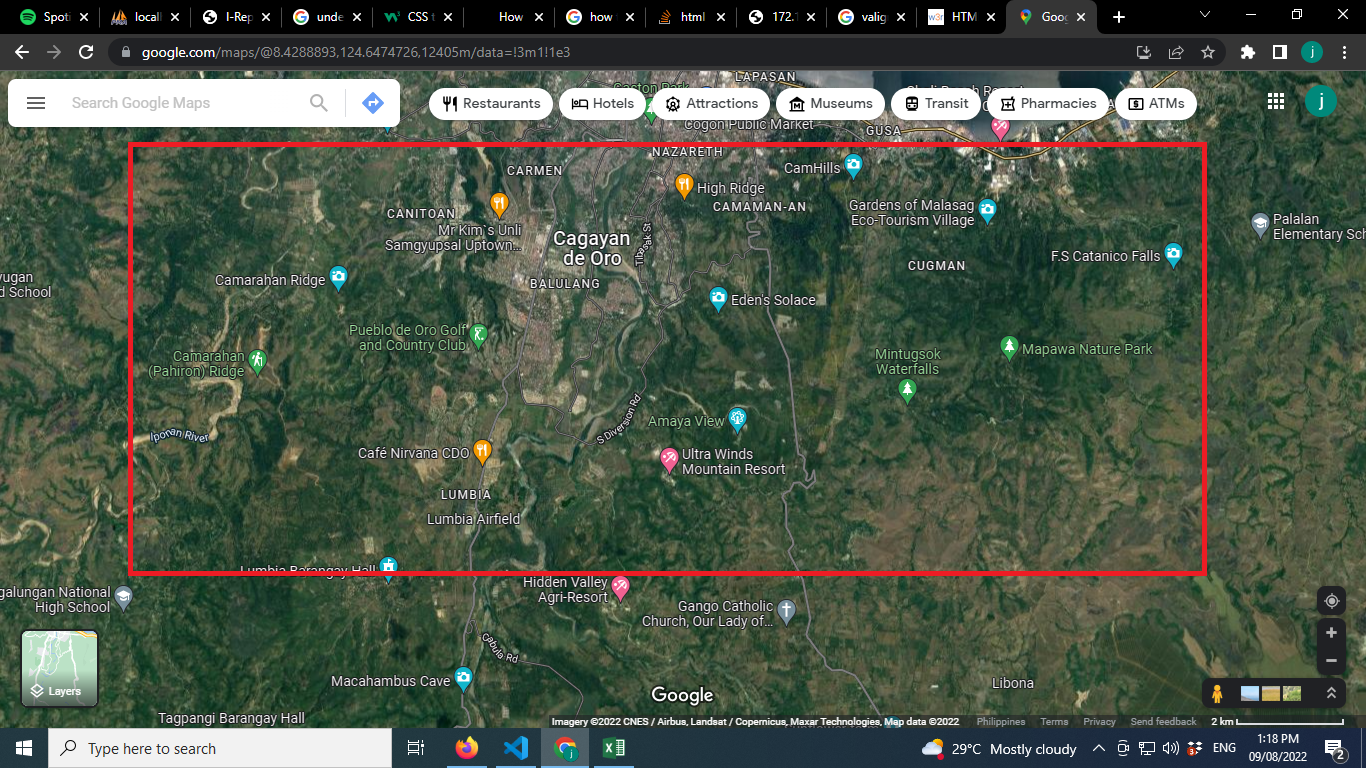 Spoti
locall
I-Rep
unde
CSS t
How
how
html
172.1
valig
HTM
Goog
google.com/maps/@8.4288893,124.6474726,12405m/data=!3m1!1e3
j
Search Google Maps
Restaurants
Hotels
Attractions
Museums
Transit
Pharmacies
ATMs
j
LAPASAN
Gaston Park
Cogon Public Market
GUSA
NAZARETH
CARMEN
CamHills
High Ridge
CANITOAN
CAMAMAN-AN
Gardens of Malasag
Eco-Tourism Village
Palalan
Elementary Sch
Mr Kim`s Unli
Samgyupsal Uptown...
Cagayan
de Oro
F.S Catanico Falls
CUGMAN
Camarahan Ridge
BALULANG
Eden's Solace
yugan
d School
Pueblo de Oro Golf
and Country Club
Camarahan
(Pahiron) Ridge
Mintugsok
Waterfalls
Mapawa Nature Park
Iponan River
S Diversion Rd
Amaya View
Café Nirvana CDO
Ultra Winds
Mountain Resort
LUMBIA
Lumbia Airfield
Lumbia Barangay Hall
galungan National
High School
Hidden Valley
Agri-Resort
Gango Catholic
Church, Our Lady of...
Cabula Rd
Macahambus Cave
Libona
Layers
Google
Tagpangi Barangay Hall
Imagery ©2022 CNES / Airbus, Landsat / Copernicus, Maxar Technologies, Map data ©2022
Philippines
Terms
Privacy
Send feedback
2 km
Type here to search
29°C Mostly cloudy
ENG
1:18 PM
09/08/2022
2